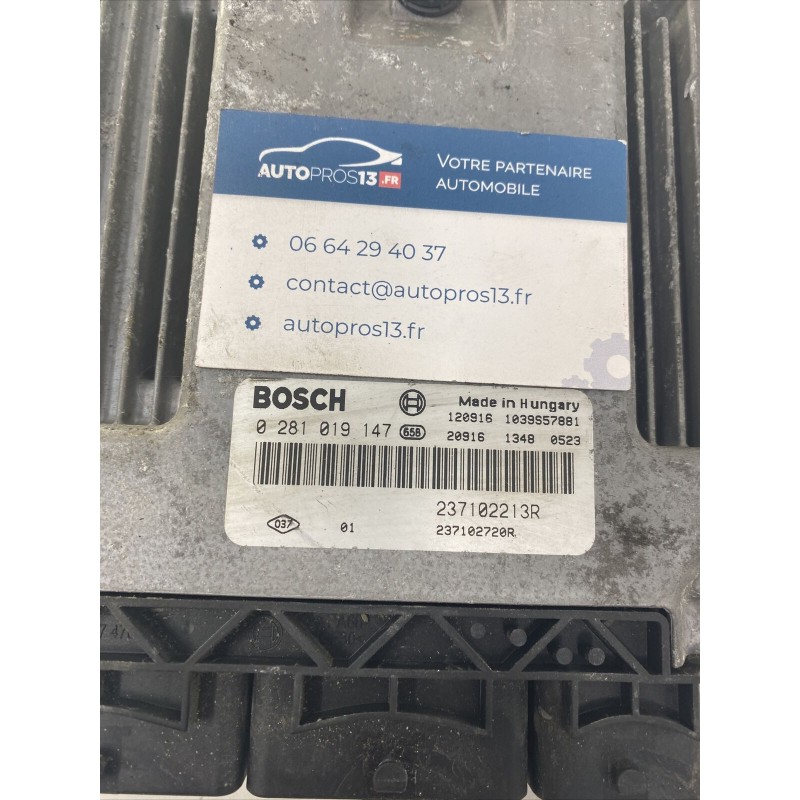 AUTOPROS13.FR
VOTRE PARTENAIRE
AUTOMOBILE
06 64 29 40 37
contact@autopros13.fr
autopros13.fr
BOSCH
Made in Hungary
120916 1039S57881
0 281 019 147 658
20916 1348 0523
237102213R
037 01
237102720R.